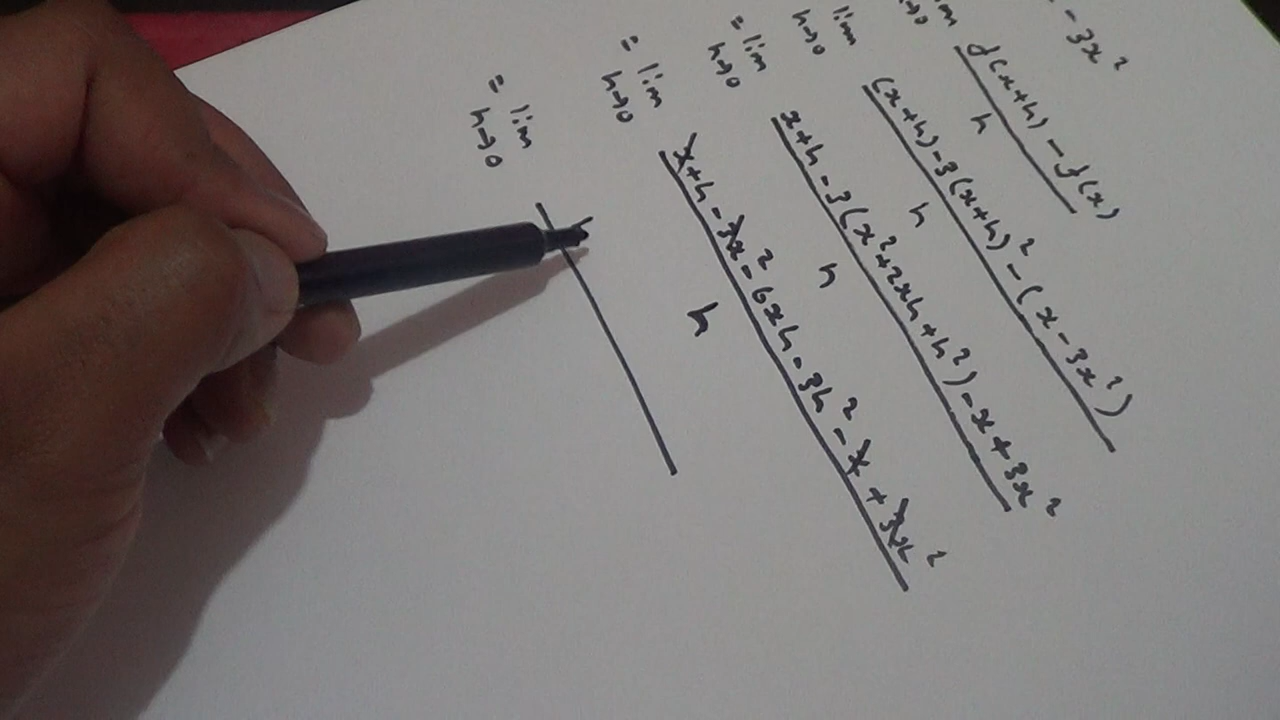 - 3x²
lim h→0 f(x+h) - f(x) / h
lim h→0 (x+h) - 3(x+h)² - (x - 3x²) / h
= lim h→0 x+h - 3(x²+2xh+h²) - x + 3x² / h
= lim h→0 x+h - 3x² - 6xh - 3h² - x + 3x² / h
= lim h→0 h